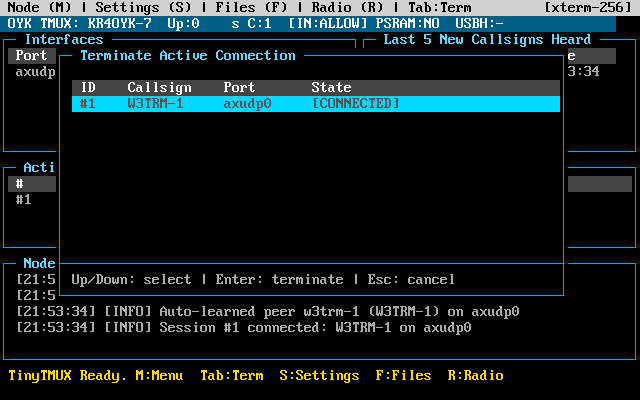 Node (M) | Settings (S) | Files (F) | Radio (R) | Tab:Term [xterm-256]
OYK TMUX: KR4OYK-7 Up:0 s C:1 [IN:ALLOW] PSRAM:NO USBH:-
Interfaces Last 5 New Callsigns Heard
Port Terminate Active Connection e
axudp 3:34
ID Callsign Port State
#1 W3TRM-1 axudp0 [CONNECTED]
Acti
#
#1
Node
[21:5 Up/Down: select | Enter: terminate | Esc: cancel
[21:5
[21:53:34] [INFO] Auto-learned peer w3trm-1 (W3TRM-1) on axudp0
[21:53:34] [INFO] Session #1 connected: W3TRM-1 on axudp0
TinyTMUX Ready. M:Menu Tab:Term S:Settings F:Files R:Radio